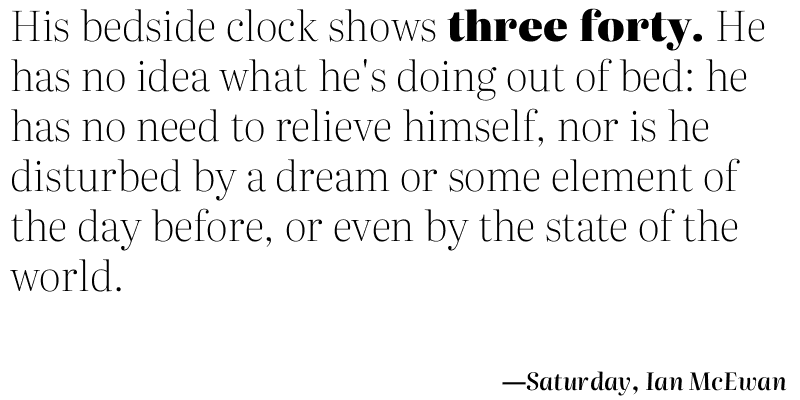 His bedside clock shows three forty. He
has no idea what he's doing out of bed: he
has no need to relieve himself, nor is he
disturbed by a dream or some element of
the day before, or even by the state of the
world.
—Saturday, Ian McEwan